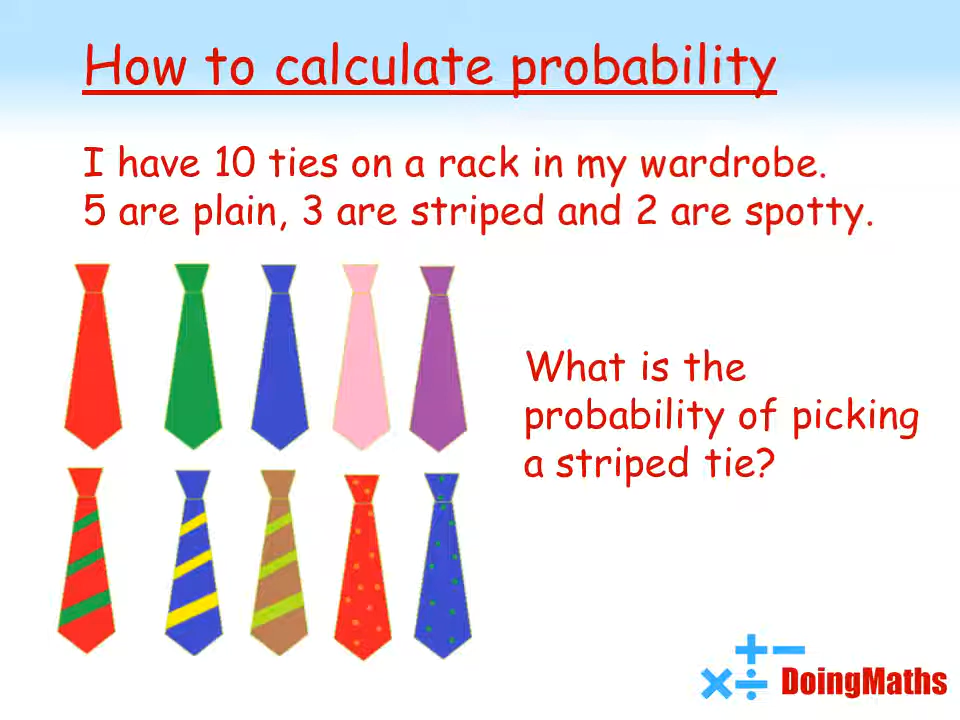 How to calculate probability
I have 10 ties on a rack in my wardrobe.
5 are plain, 3 are striped and 2 are spotty.
What is the
probability of picking
a striped tie?
DoingMaths